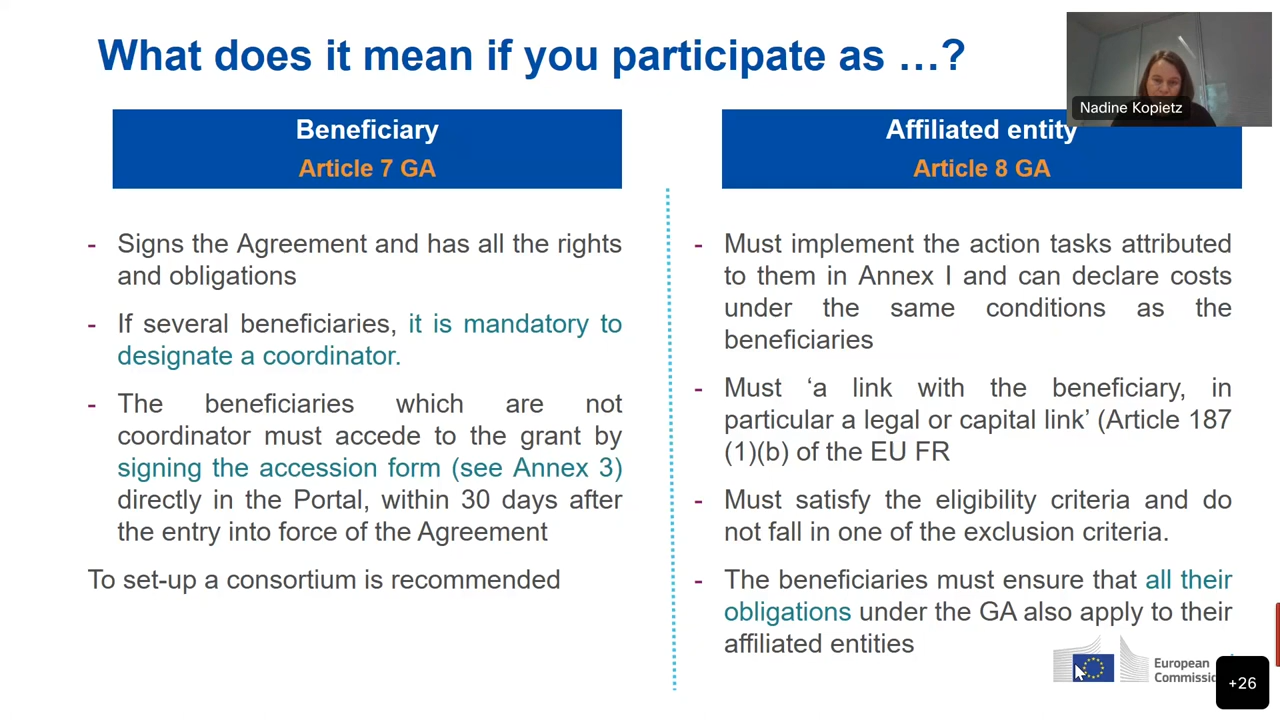 What does it mean if you participate as …?
Nadine Kopietz
Beneficiary
Article 7 GA
- Signs the Agreement and has all the rights
and obligations
- If several beneficiaries, it is mandatory to
designate a coordinator.
- The beneficiaries which are not
coordinator must accede to the grant by
signing the accession form (see Annex 3)
directly in the Portal, within 30 days after
the entry into force of the Agreement
To set-up a consortium is recommended
Affiliated entity
Article 8 GA
- Must implement the action tasks attributed
to them in Annex I and can declare costs
under the same conditions as the
beneficiaries
- Must ‘a link with the beneficiary, in
particular a legal or capital link’ (Article 187
(1)(b) of the EU FR
- Must satisfy the eligibility criteria and do
not fall in one of the exclusion criteria.
- The beneficiaries must ensure that all their
obligations under the GA also apply to their
affiliated entities
European
Commiss
+26